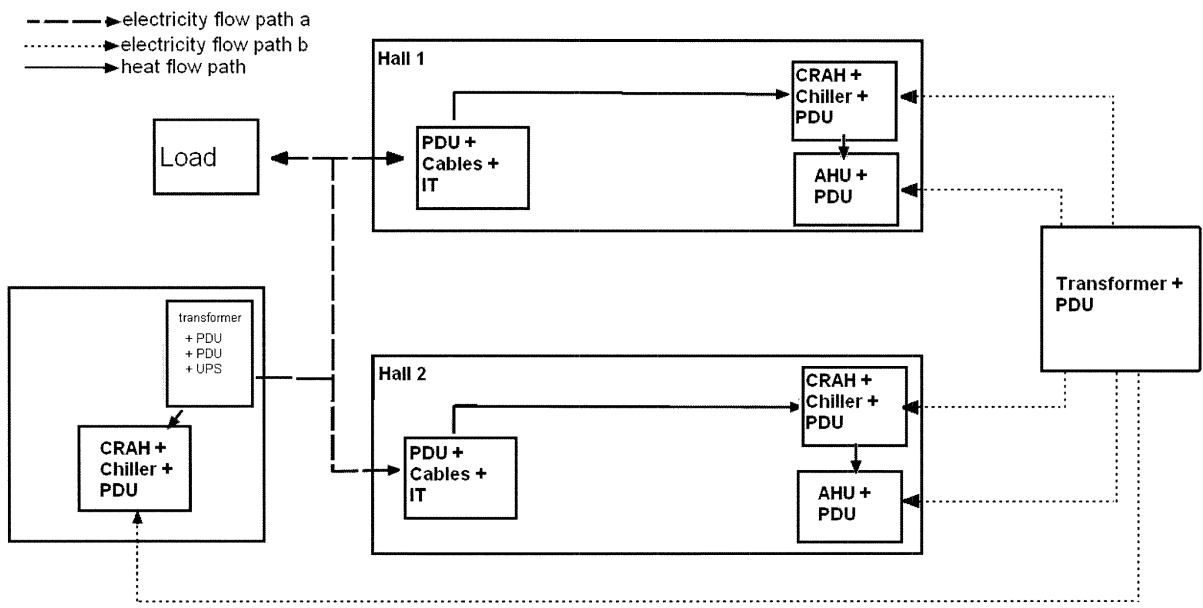 electricity flow path a
electricity flow path b
heat flow path
Hall 1
CRAH +
Chiller +
PDU
PDU +
Cables +
IT
AHU +
PDU
Load
Transformer +
PDU
transformer
+ PDU
+ PDU
+ UPS
CRAH +
Chiller +
PDU
Hall 2
CRAH +
Chiller +
PDU
PDU +
Cables +
IT
AHU +
PDU